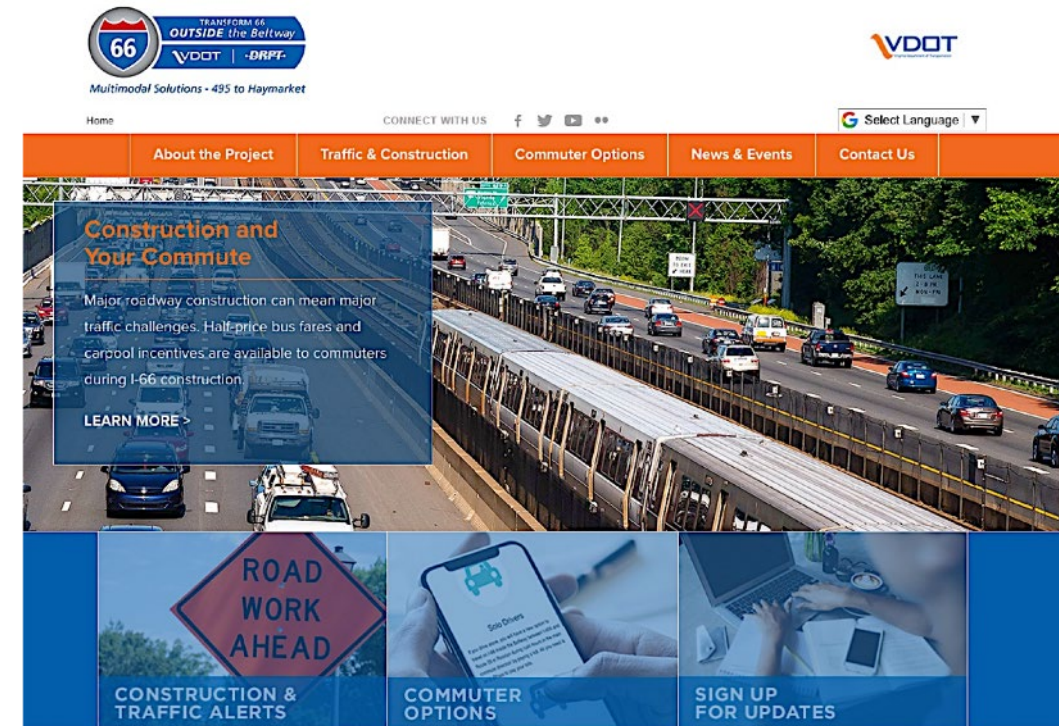 TRANSFORM 66
OUTSIDE the Beltway
66
VDOT | DRPT
Multimodal Solutions - 495 to Haymarket
VDOT
Home
CONNECT WITH US
Select Language ▼
About the Project
Traffic & Construction
Commuter Options
News & Events
Contact Us
Construction and
Your Commute
Major roadway construction can mean major
traffic challenges. Half-price bus fares and
carpool incentives are available to commuters
during I-66 construction.
LEARN MORE >
ROAD
WORK
AHEAD
Solo Drivers
CONSTRUCTION &
TRAFFIC ALERTS
COMMUTER
OPTIONS
SIGN UP
FOR UPDATES